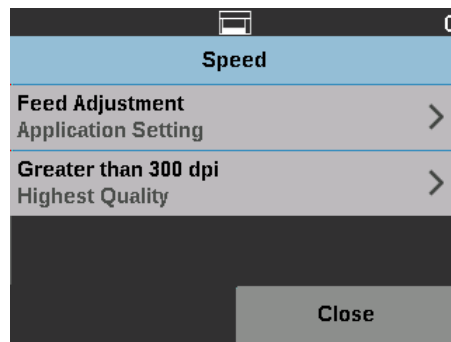 Speed
Feed Adjustment
Application Setting
Greater than 300 dpi
Highest Quality
Close